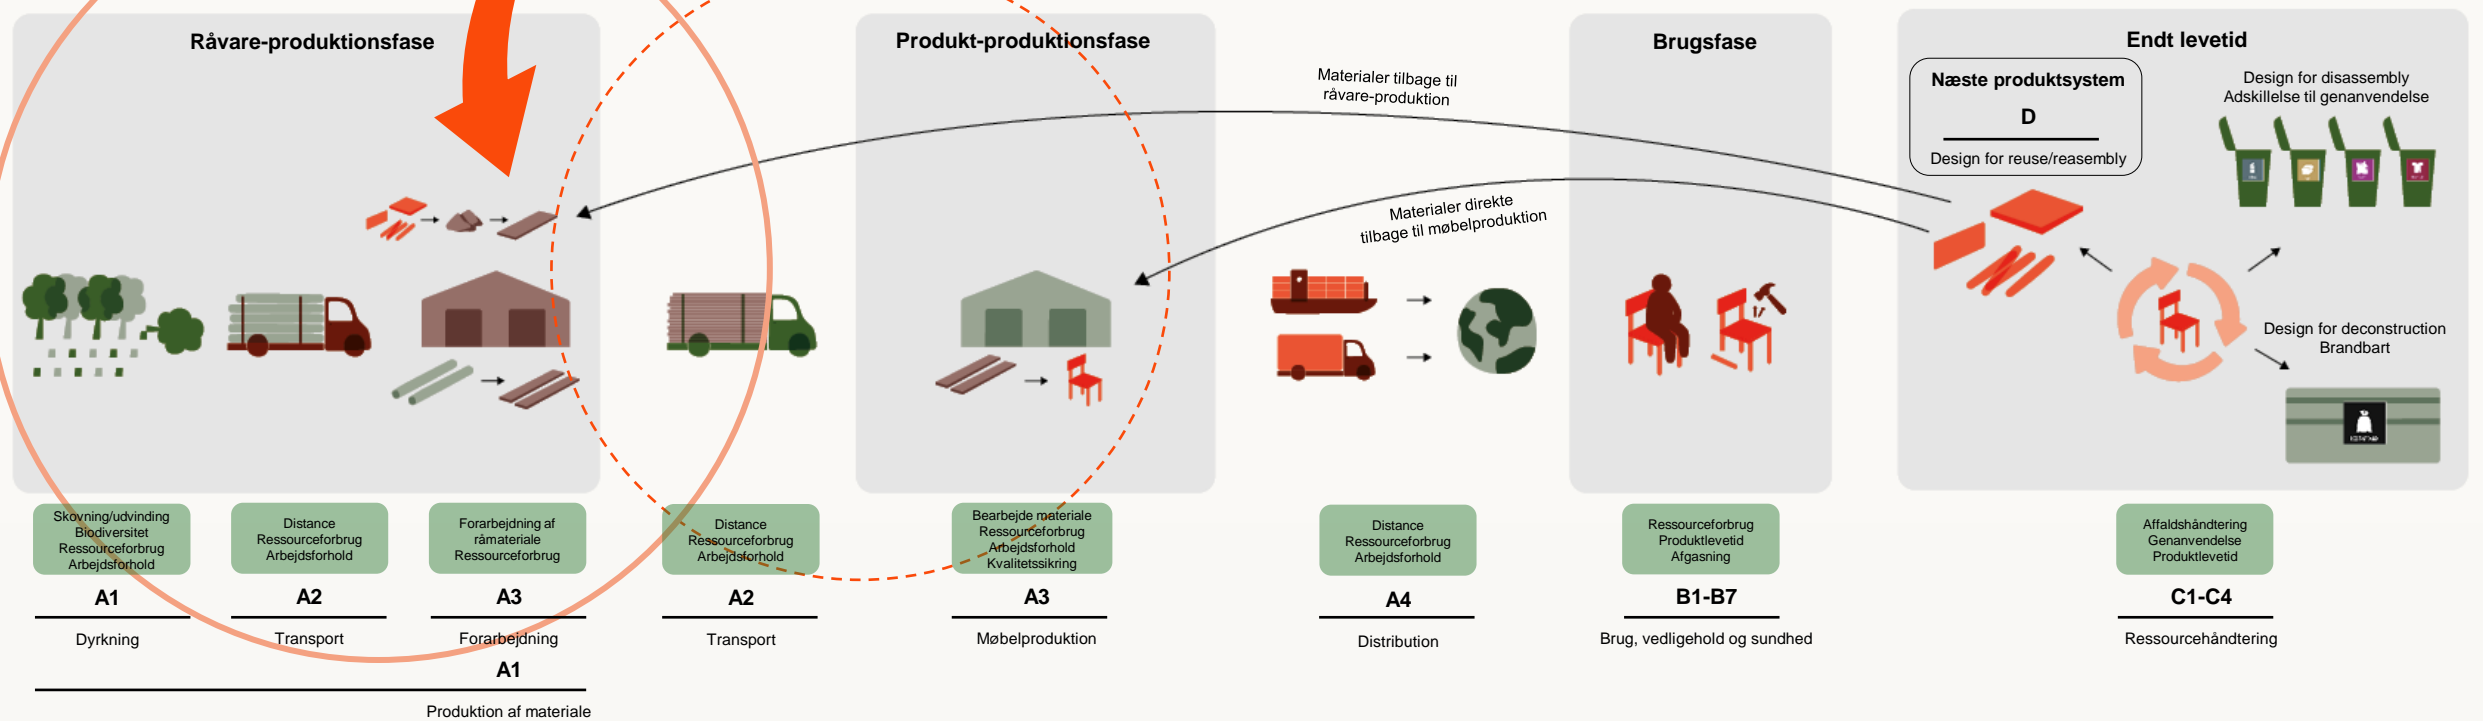 Råvare-produktionsfase
Produkt-produktionsfase
Brugsfase
Endt levetid
Materialer tilbage til
råvare-produktion
Materialer direkte
tilbage til møbelproduktion
Næste produktsystem
D
Design for reuse/reasembly
Design for disassembly
Adskillelse til genanvendelse
Design for deconstruction
Brandbart
Skovning/udvinding
Biodiversitet
Ressourceforbrug
Arbejdsforhold
A1
Dyrkning
Distance
Ressourceforbrug
Arbejdsforhold
A2
Transport
Forarbejdning af
råmateriale
Ressourceforbrug
A3
Forarbejdning
A1
Produktion af materiale
Distance
Ressourceforbrug
Arbejdsforhold
A2
Transport
Bearbejde materiale
Ressourceforbrug
Arbejdsforhold
Kvalitetssikring
A3
Møbelproduktion
Distance
Ressourceforbrug
Arbejdsforhold
A4
Distribution
Ressourceforbrug
Produktlevetid
Afgasning
B1-B7
Brug, vedligehold og sundhed
Affaldshåndtering
Genanvendelse
Produktlevetid
C1-C4
Ressourcehåndtering